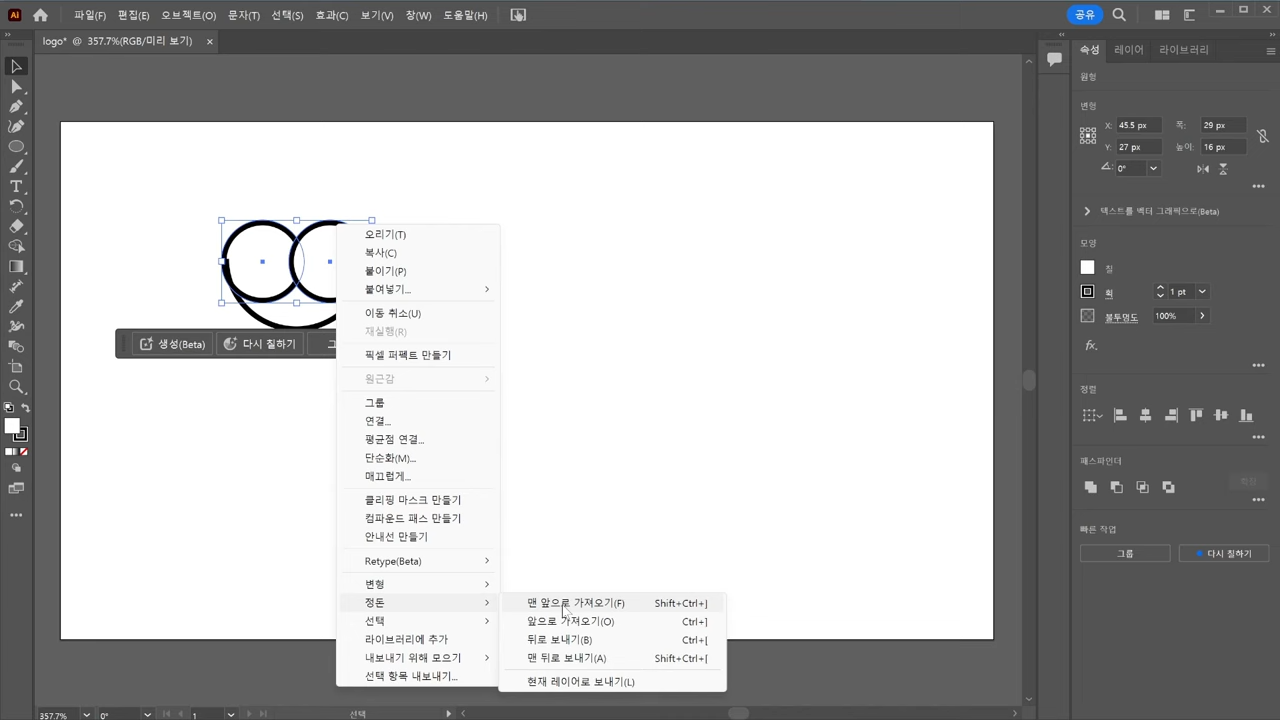 파일(F) 편집(E) 오브젝트(O) 문자(T) 선택(S) 효과(C) 보기(V) 창(W) 도움말(H) 공유
logo* @ 357.7%(RGB/미리 보기) ×
속성 레이어 라이브러리
원형
변형
X: 45.5 px 폭: 29 px
Y: 27 px 높이: 16 px
0°
텍스트를 벡터 그래픽으로(Beta)
모양
칠
획 1 pt
불투명도 100%
fx.
정렬
패스파인더
확장
빠른 작업
그룹 다시 칠하기
생성(Beta) 다시 칠하기 그
오리기(T)
복사(C)
붙이기(P)
붙여넣기...
이동 취소(U)
재실행(R)
픽셀 퍼펙트 만들기
원근감
그룹
연결...
평균점 연결...
단순화(M)...
매끄럽게...
클리핑 마스크 만들기
컴파운드 패스 만들기
안내선 만들기
Retype(Beta)
변형
정돈
선택
라이브러리에 추가
내보내기 위해 모으기
선택 항목 내보내기...
맨 앞으로 가져오기(F) Shift+Ctrl+]
앞으로 가져오기(O) Ctrl+]
뒤로 보내기(B) Ctrl+[
맨 뒤로 보내기(A) Shift+Ctrl+[
현재 레이어로 보내기(L)
357.7% 0° 1 선택